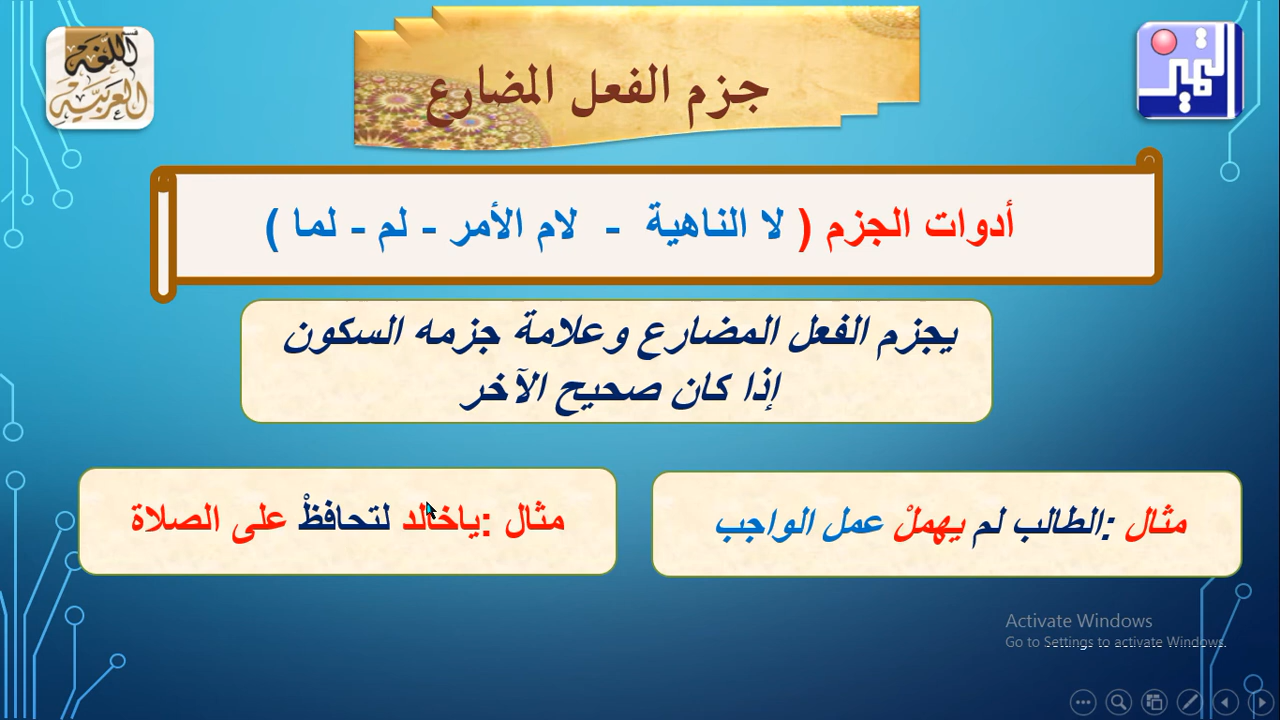 اللغة العربية
المتميز
جزم الفعل المضارع
أدوات الجزم ( لا الناهية - لام الأمر - لم - لما )
يجزم الفعل المضارع وعلامة جزمه السكون
إذا كان صحيح الآخر
مثال :الطالب لم يهملْ عمل الواجب
مثال :ياخالد لتحافظْ على الصلاة
Activate Windows
Go to Settings to activate Windows.